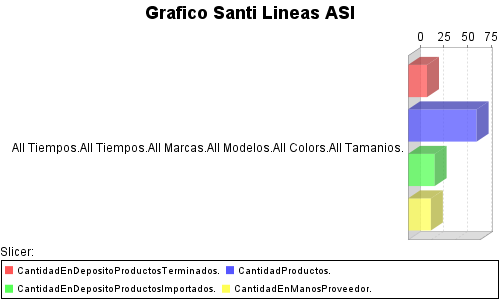 Grafico Santi Lineas ASI
0 25 50 75
All Tiempos.All Tiempos.All Marcas.All Modelos.All Colors.All Tamanios.
Slicer:
CantidadEnDepositoProductosTerminados. CantidadProductos.
CantidadEnDepositoProductosImportados. CantidadEnManosProveedor.